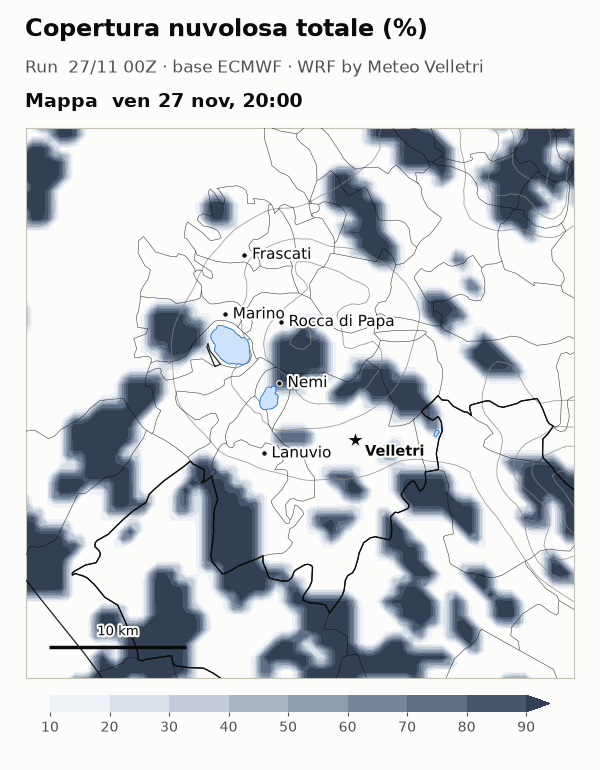 Copertura nuvolosa totale (%)
Run  27/11 00Z · base ECMWF · WRF by Meteo Velletri
Mappa  ven 27 nov, 20:00
Frascati
Marino
Rocca di Papa
Nemi
Velletri
Lanuvio
10 km
10 20 30 40 50 60 70 80 90